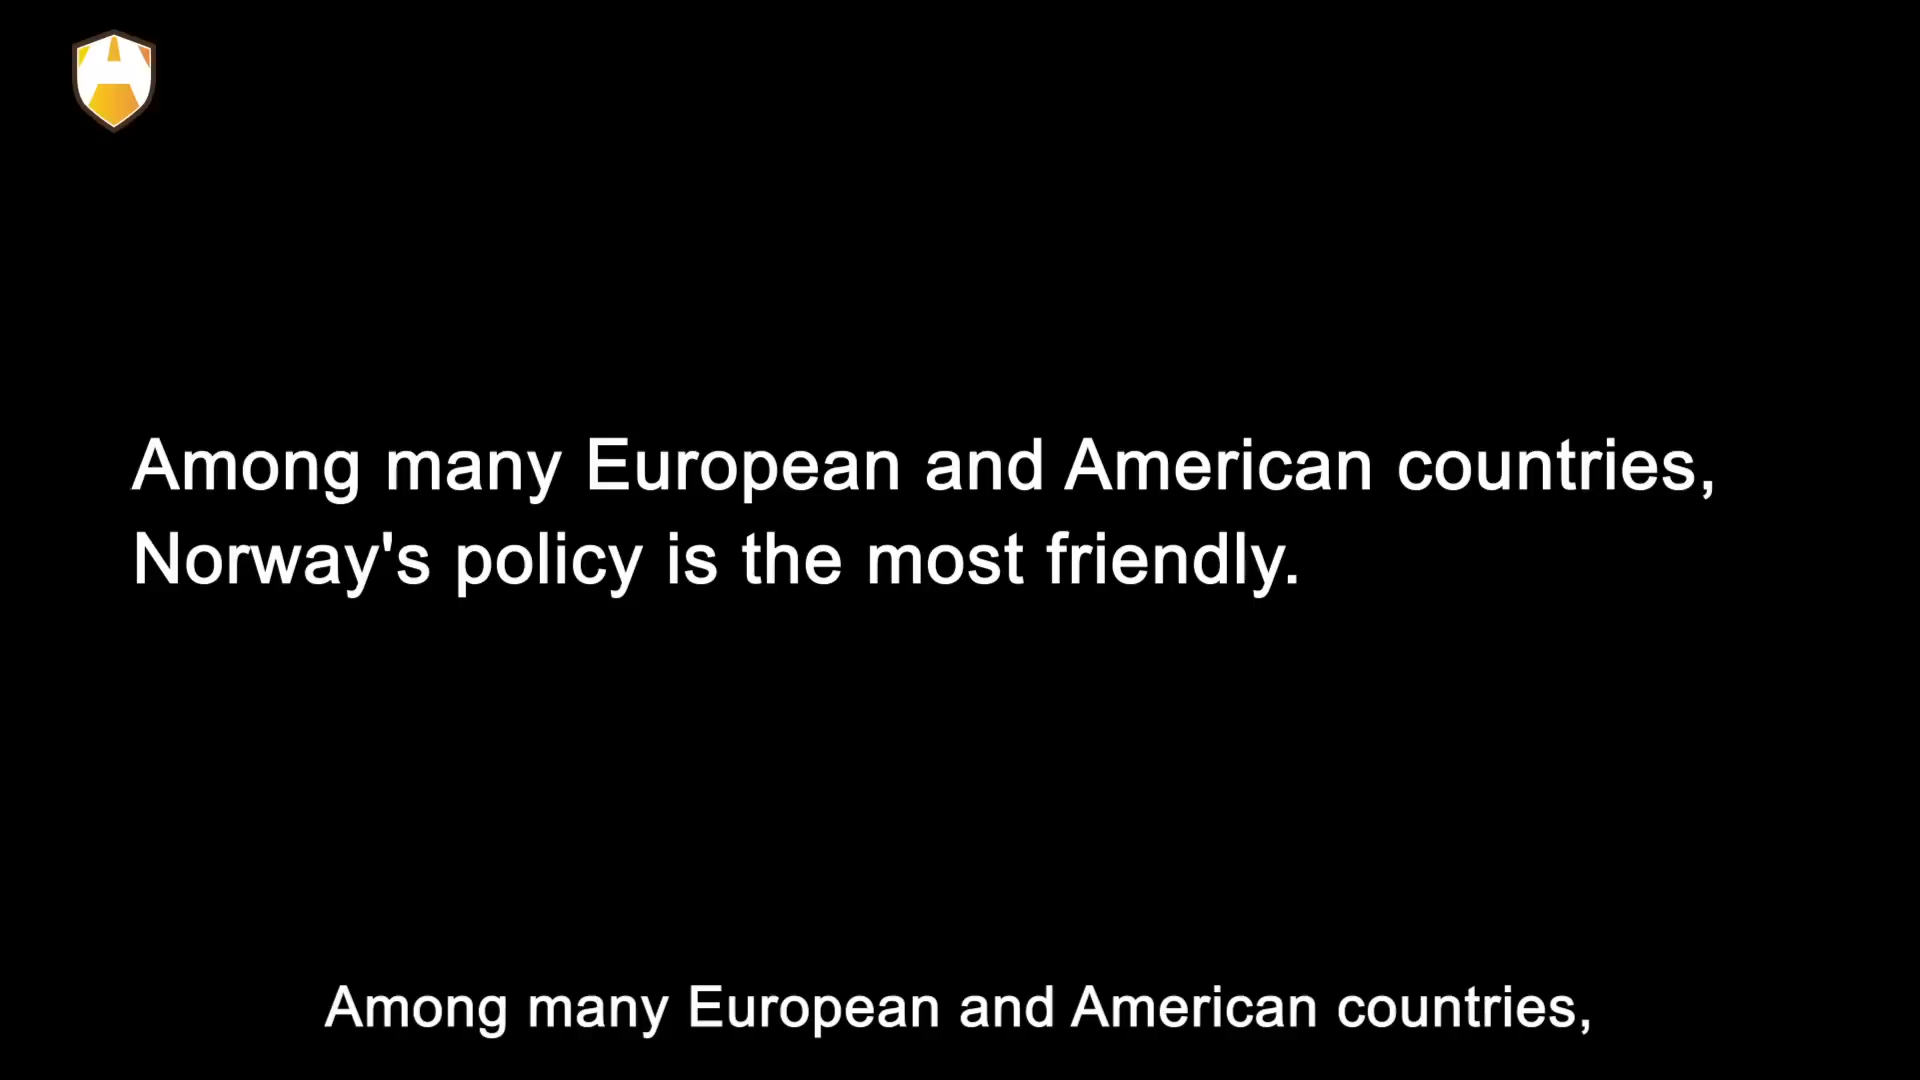 Among many European and American countries,
Norway's policy is the most friendly.
Among many European and American countries,